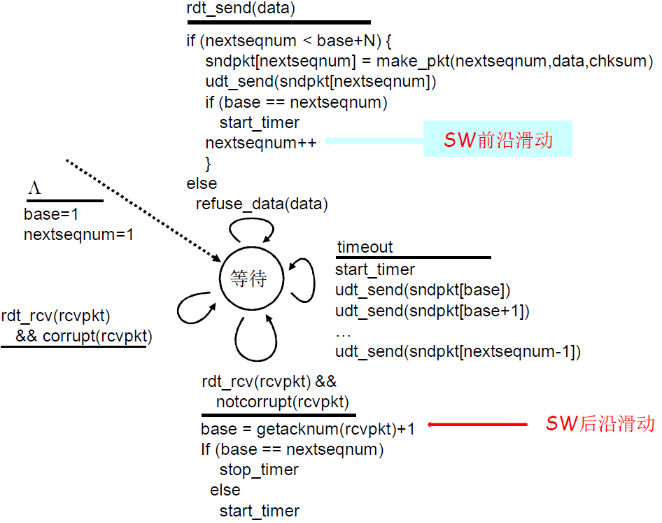 rdt_send(data)
if (nextseqnum < base+N) {
sndpkt[nextseqnum] = make_pkt(nextseqnum,data,chksum)
udt_send(sndpkt[nextseqnum])
if (base == nextseqnum)
start_timer
nextseqnum++
SW前沿滑动
}
else
refuse_data(data)
Λ
base=1
nextseqnum=1
等待
timeout
start_timer
udt_send(sndpkt[base])
udt_send(sndpkt[base+1])
…
udt_send(sndpkt[nextseqnum-1])
rdt_rcv(rcvpkt)
&& corrupt(rcvpkt)
rdt_rcv(rcvpkt) &&
notcorrupt(rcvpkt)
base = getacknum(rcvpkt)+1
SW后沿滑动
If (base == nextseqnum)
stop_timer
else
start_timer